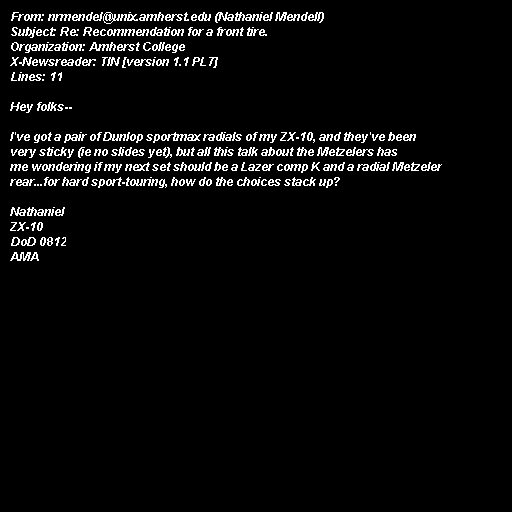 From: nrmendel@unix.amherst.edu (Nathaniel Mendell)
Subject: Re: Recommendation for a front tire.
Organization: Amherst College
X-Newsreader: TIN [version 1.1 PL7]
Lines: 11

Hey folks--

I've got a pair of Dunlop sportmax radials of my ZX-10, and they've been
very sticky (ie no slides yet), but all this talk about the Metzelers has
me wondering if my next set should be a Lazer comp K and a radial Metzeler
rear...for hard sport-touring, how do the choices stack up?

Nathaniel
ZX-10
DoD 0812
AMA